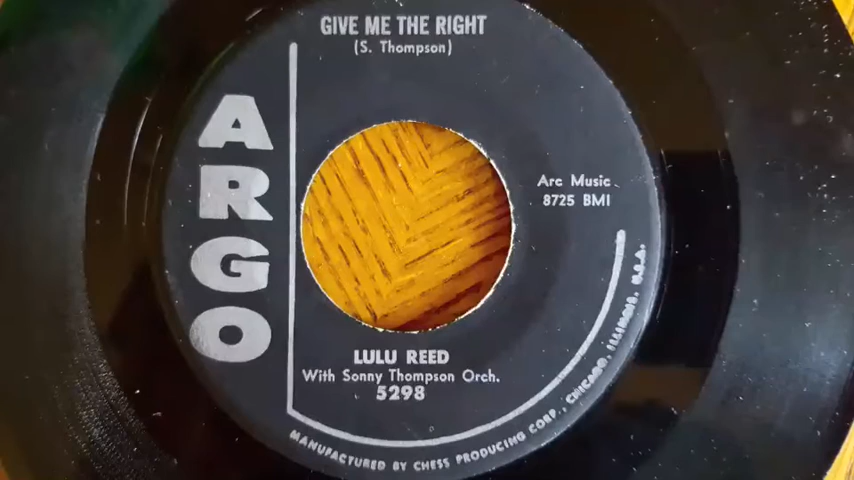 GIVE ME THE RIGHT
(S. Thompson)
ARGO
Arc Music
8725 BMI
LULU REED
With Sonny Thompson Orch.
5298
MANUFACTURED BY CHESS PRODUCING CORP., CHICAGO, ILLINOIS, U.S.A.